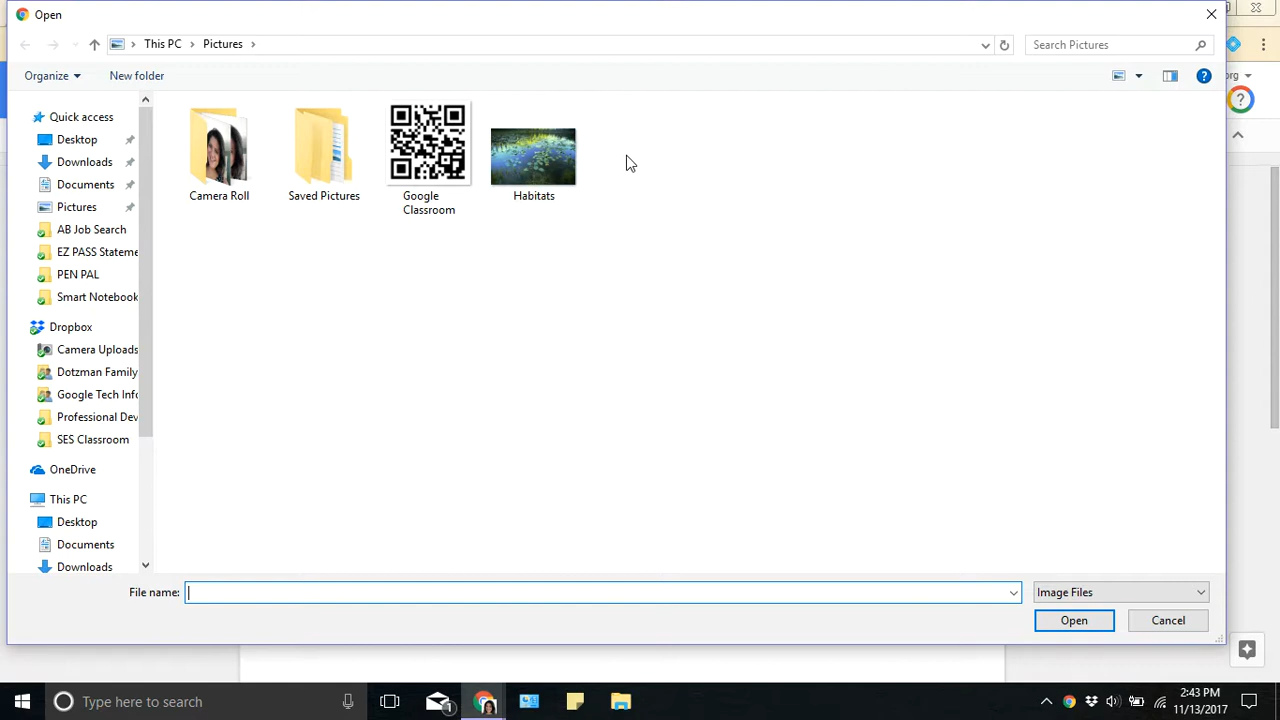 Open
This PC
Pictures
Search Pictures
Organize
New folder
org
Quick access
Desktop
Downloads
Documents
Pictures
AB Job Search
EZ PASS Stateme
PEN PAL
Smart Notebook
Dropbox
Camera Uploads
Dotzman Family
Google Tech Info
Professional Dev
SES Classroom
OneDrive
This PC
Desktop
Documents
Downloads
Camera Roll
Saved Pictures
Google
Classroom
Habitats
File name:
Image Files
Open
Cancel
Type here to search
1
2:43 PM
11/13/2017